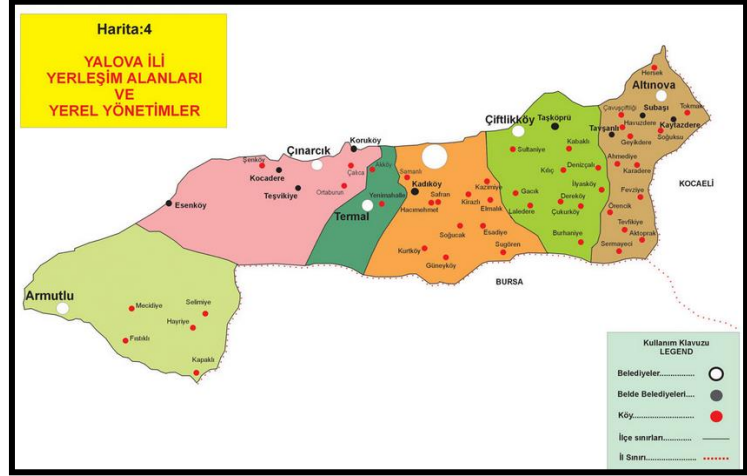 Harita:4
YALOVA İLİ
YERLEŞİM ALANLARI
VE
YEREL YÖNETİMLER
Hersek
Altınova
Çavuşçiftliği
Subaşı
Tokmak
Çiftlikköy
Taşköprü
Havuzdere
Kaytazdere
Tavşanlı
Soğuksu
Geyikdere
Koruköy
Çınarcık
Sultaniye
Kabaklı
Şenköy
Çakca
Akköy
Samanlı
Kılıç
Denizçalı
Ahmediye
Karadere
KOCAELİ
Kocadere
Teşvikiye
Ortaburun
Kadıköy
Kazimiye
Gacık
İlyasköy
Fevziye
Esenköy
Yenimahalle
Safran
Hacımehmet
Kirazlı
Elmalık
Laledere
Dereköy
Çukurköy
Örencik
Termal
Soğucak
Esadiye
Burhaniye
Tevfikiye
Aktoprak
Kurtköy
Güneyköy
Sugören
Sermayeci
BURSA
Armutlu
Mecidiye
Selimiye
Hayriye
Fıstıklı
Kapaklı
Kullanım Klavuzu
LEGEND
Belediyeler................
Belde Belediyeleri....
Köy............................
İlçe sınırları.............
İl Sınırı.......................